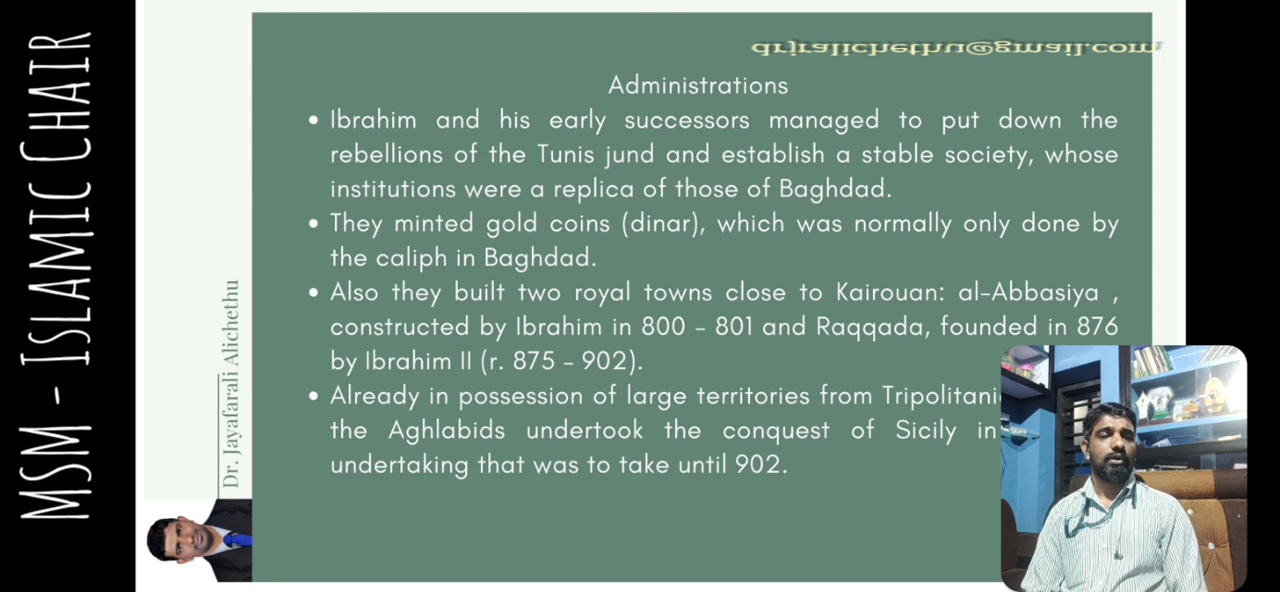 MSM - ISLAMIC CHAIR
Dr. Jayafarali Alichethu
drjralichethu@gmail.com
Administrations
• Ibrahim and his early successors managed to put down the
rebellions of the Tunis jund and establish a stable society, whose
institutions were a replica of those of Baghdad.
• They minted gold coins (dinar), which was normally only done by
the caliph in Baghdad.
• Also they built two royal towns close to Kairouan: al-Abbasiya ,
constructed by Ibrahim in 800 – 801 and Raqqada, founded in 876
by Ibrahim II (r. 875 – 902).
• Already in possession of large territories from
the Aghlabids undertook the conquest of Sicily in
undertaking that was to take until 902.